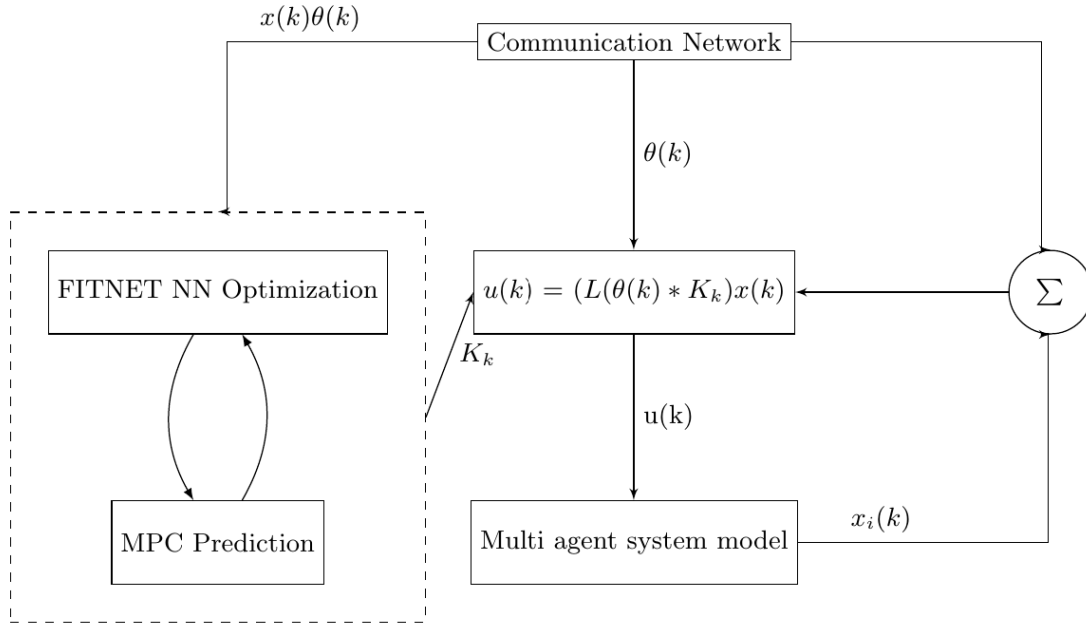 x(k)θ(k)
Communication Network
θ(k)
FITNET NN Optimization
u(k) = (L(θ(k) ∗ K_k)x(k)
∑
K_k
u(k)
MPC Prediction
Multi agent system model
x_i(k)